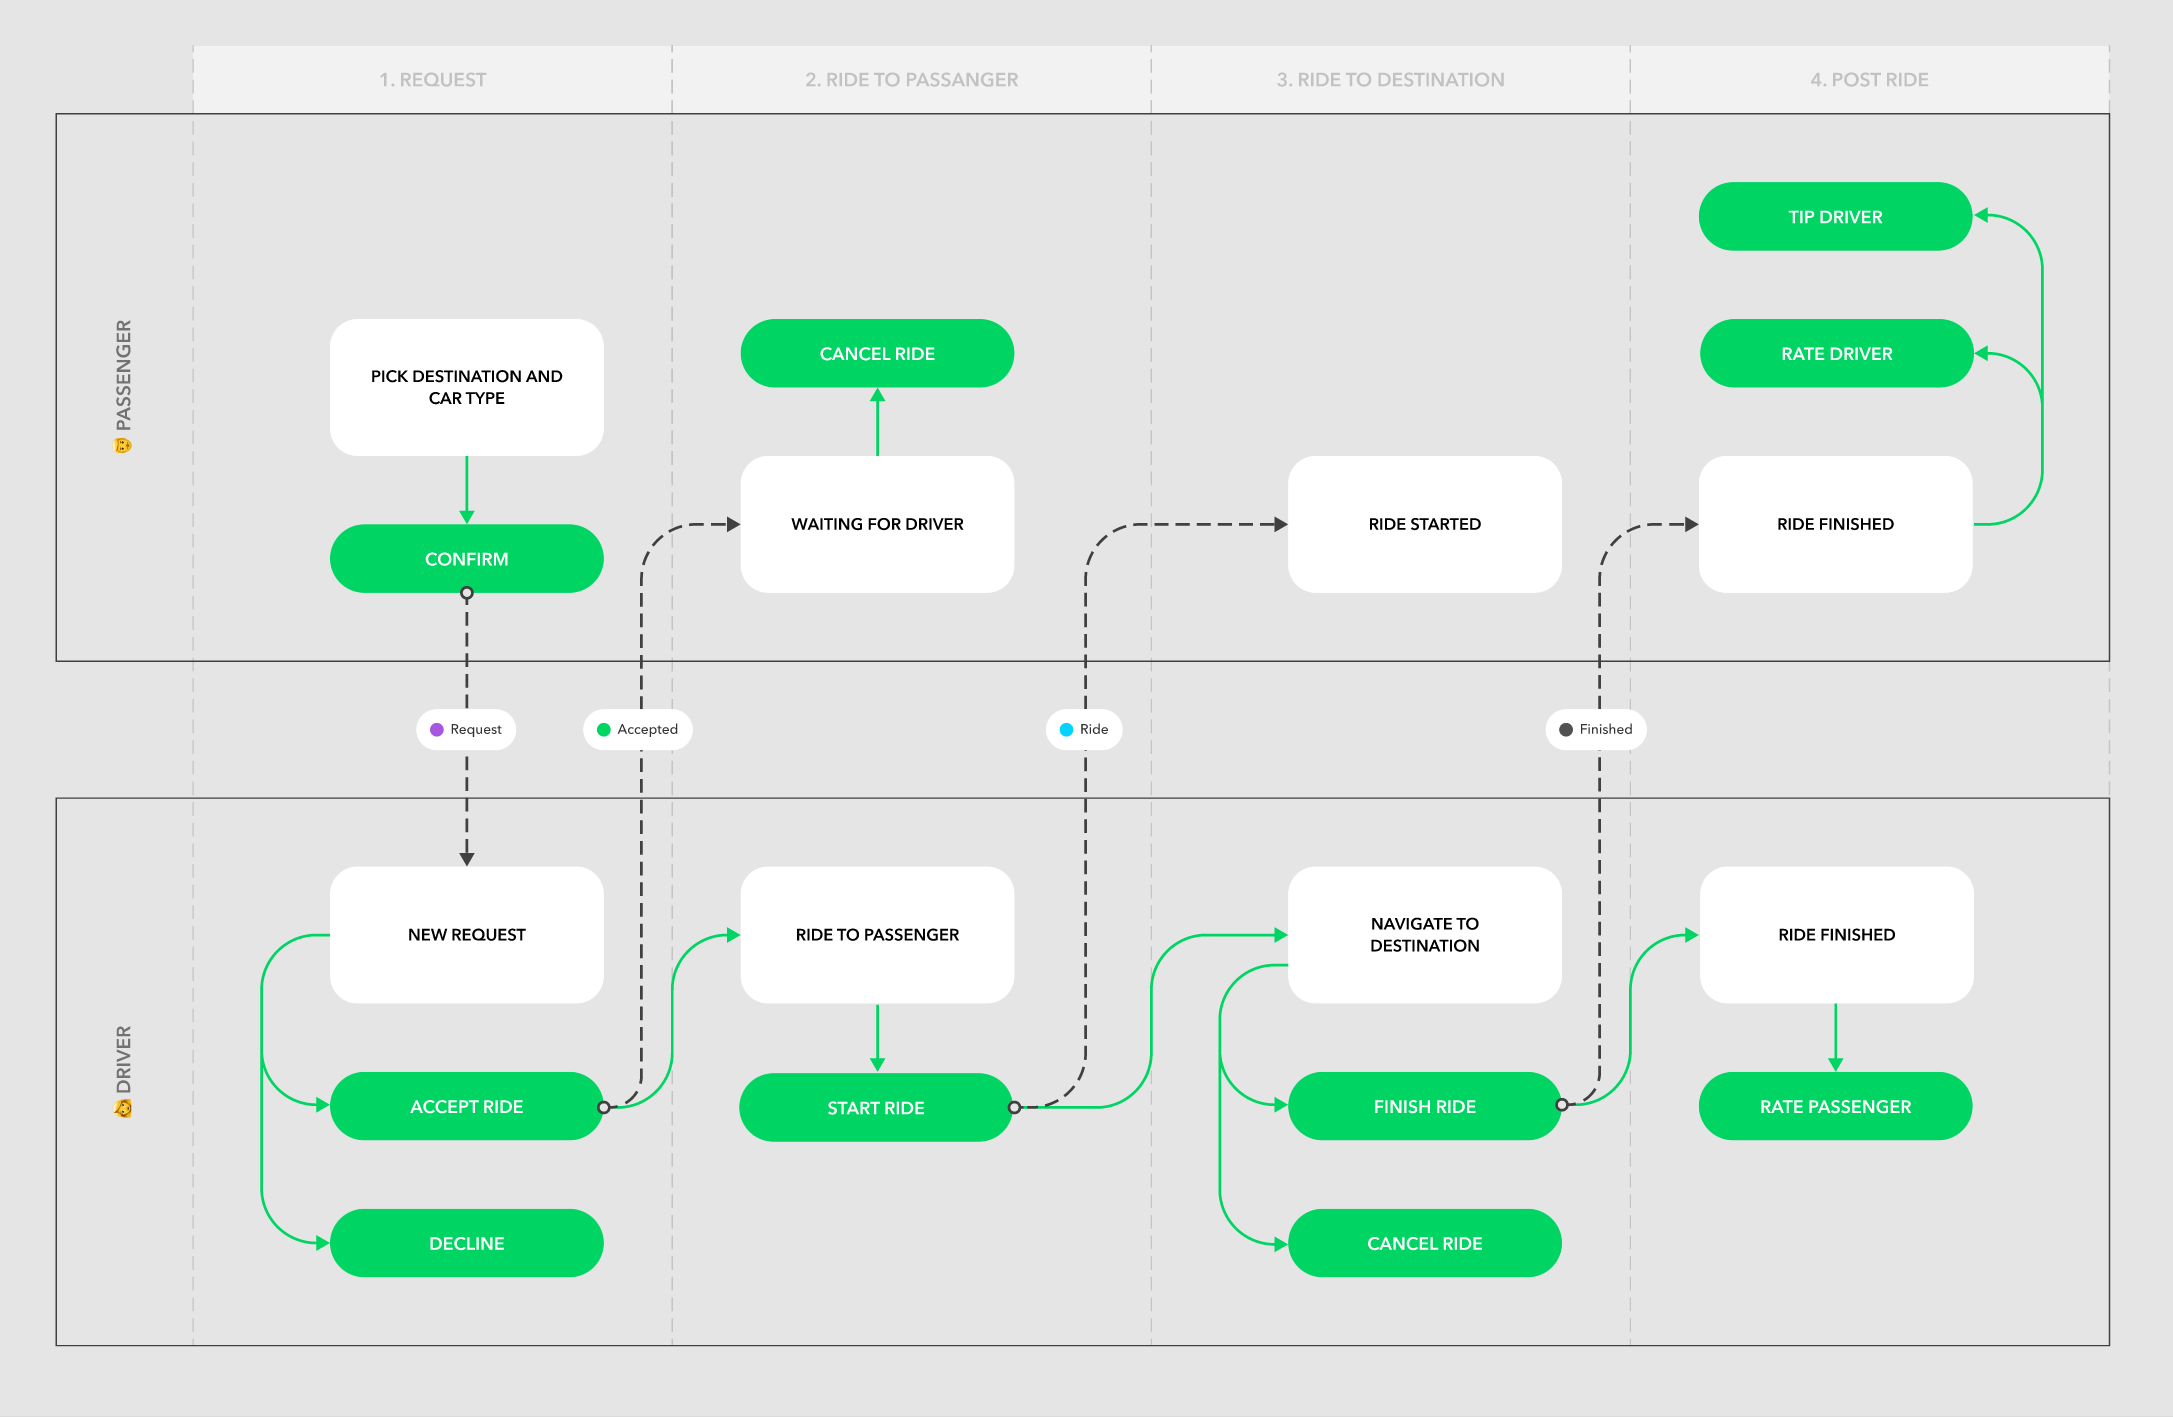 1. REQUEST
2. RIDE TO PASSANGER
3. RIDE TO DESTINATION
4. POST RIDE
PASSENGER
TIP DRIVER
PICK DESTINATION AND
CAR TYPE
CANCEL RIDE
RATE DRIVER
CONFIRM
WAITING FOR DRIVER
RIDE STARTED
RIDE FINISHED
Request
Accepted
Ride
Finished
DRIVER
NEW REQUEST
RIDE TO PASSENGER
NAVIGATE TO
DESTINATION
RIDE FINISHED
ACCEPT RIDE
START RIDE
FINISH RIDE
RATE PASSENGER
DECLINE
CANCEL RIDE